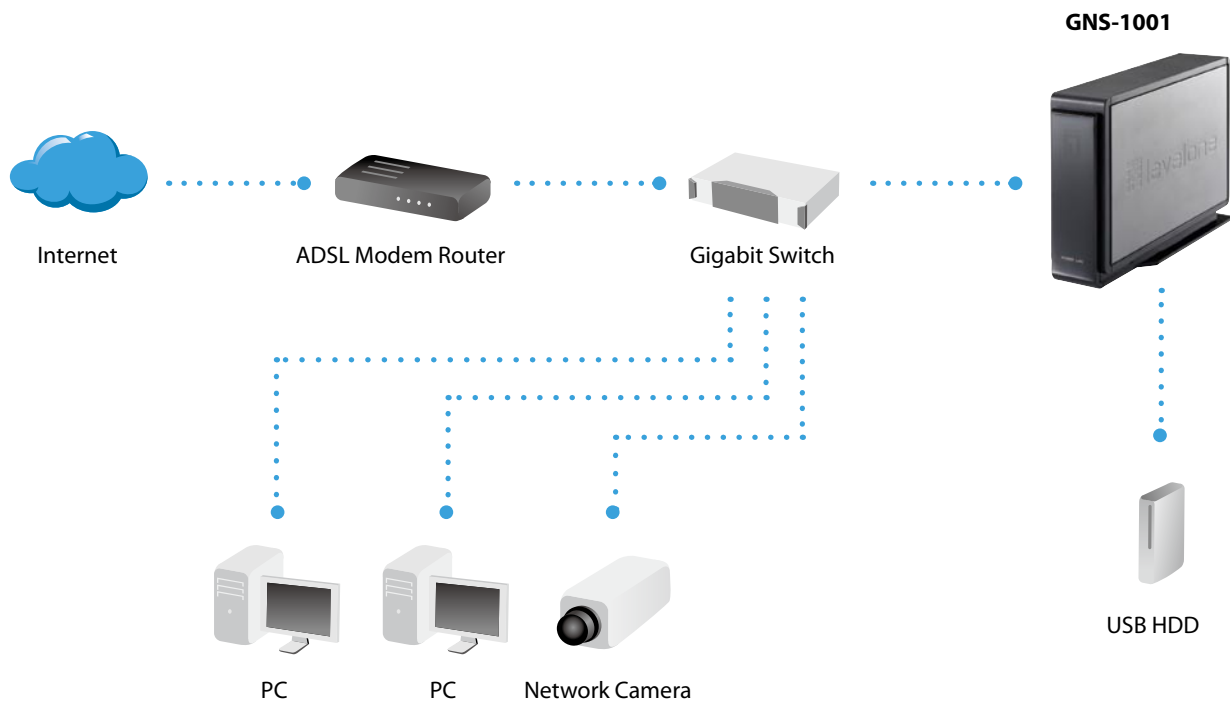 GNS-1001
levelone
Internet
ADSL Modem Router
Gigabit Switch
USB HDD
PC
PC
Network Camera